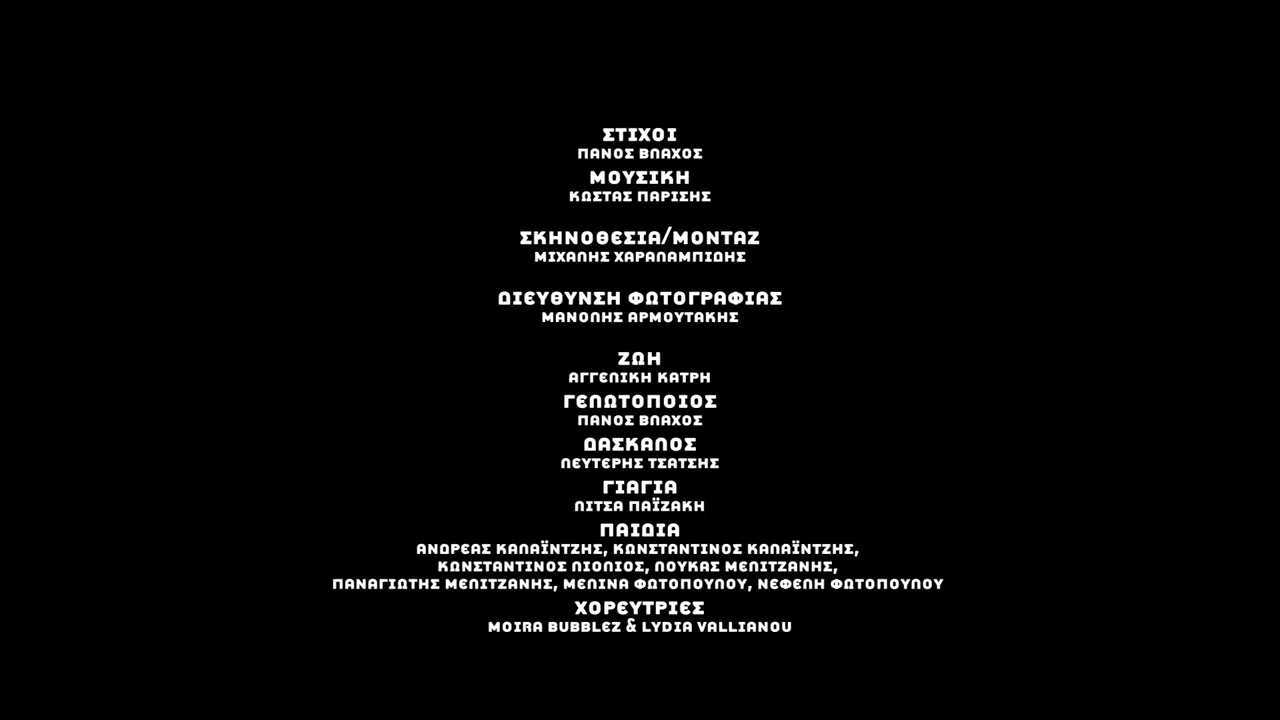 ΣΤΙΧΟΙ
ΠΑΝΟΣ ΒΛΑΧΟΣ
ΜΟΥΣΙΚΗ
ΚΩΣΤΑΣ ΠΑΡΙΣΗΣ
ΣΚΗΝΟΘΕΣΙΑ/ΜΟΝΤΑΖ
ΜΙΧΑΛΗΣ ΧΑΡΑΛΑΜΠΙΔΗΣ
ΔΙΕΥΘΥΝΣΗ ΦΩΤΟΓΡΑΦΙΑΣ
ΜΑΝΟΛΗΣ ΑΡΜΟΥΤΑΚΗΣ
ΖΩΗ
ΑΓΓΕΛΙΚΗ ΚΑΤΡΗ
ΓΕΛΩΤΟΠΟΙΟΣ
ΠΑΝΟΣ ΒΛΑΧΟΣ
ΔΑΣΚΑΛΟΣ
ΛΕΥΤΕΡΗΣ ΤΣΑΤΣΗΣ
ΓΙΑΓΙΑ
ΛΙΤΣΑ ΠΑΪΖΑΚΗ
ΠΑΙΔΙΑ
ΑΝΔΡΕΑΣ ΚΑΛΑΪΝΤΖΗΣ, ΚΩΝΣΤΑΝΤΙΝΟΣ ΚΑΛΑΪΝΤΖΗΣ,
ΚΩΝΣΤΑΝΤΙΝΟΣ ΛΙΟΛΙΟΣ, ΛΟΥΚΑΣ ΜΕΛΙΤΖΑΝΗΣ,
ΠΑΝΑΓΙΩΤΗΣ ΜΕΛΙΤΖΑΝΗΣ, ΜΕΛΙΝΑ ΦΩΤΟΠΟΥΛΟΥ, ΝΕΦΕΛΗ ΦΩΤΟΠΟΥΛΟΥ
ΧΟΡΕΥΤΡΙΕΣ
MOIRA BUBBLEZ & LYDIA VALLIANOU